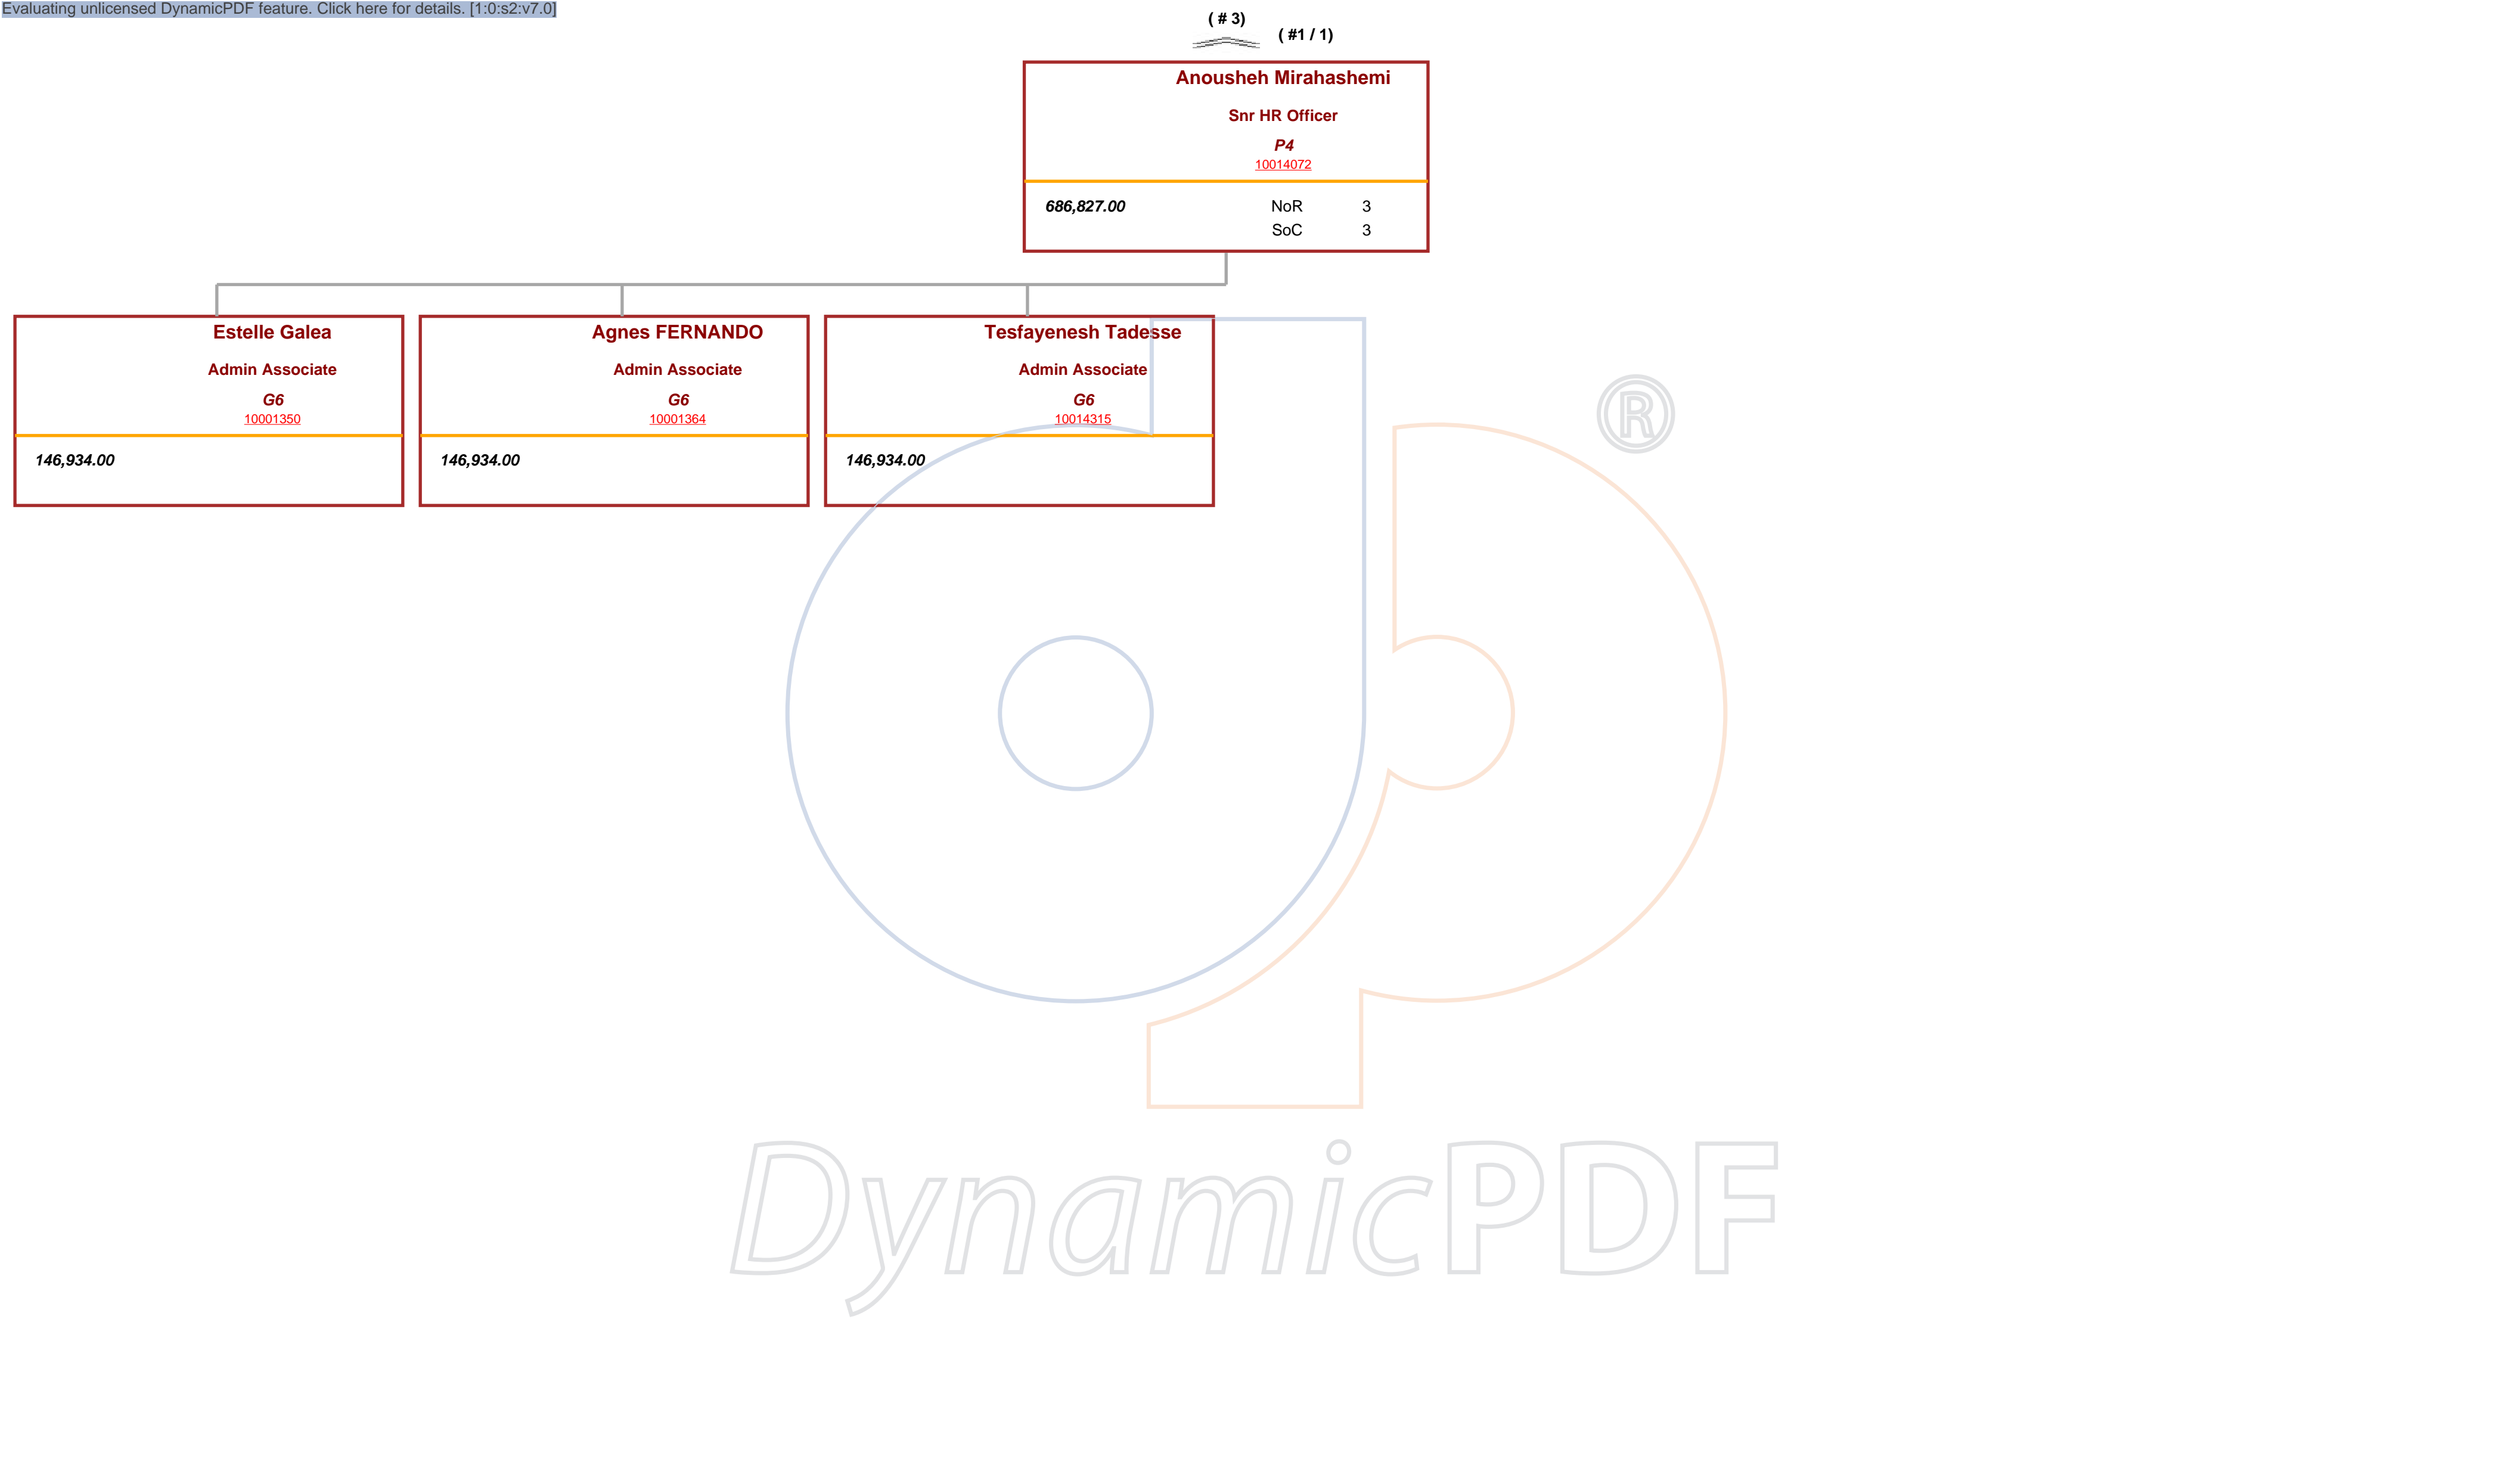 Evaluating unlicensed DynamicPDF feature. Click here for details. [1:0:s2:v7.0]
( # 3)
( #1 / 1)
Anousheh Mirahashemi
Snr HR Officer
P4
10014072
686,827.00 NoR 3
SoC 3
Estelle Galea
Admin Associate
G6
10001350
146,934.00
Agnes FERNANDO
Admin Associate
G6
10001364
146,934.00
Tesfayenesh Tadesse
Admin Associate
G6
10014315
146,934.00
®
DynamicPDF